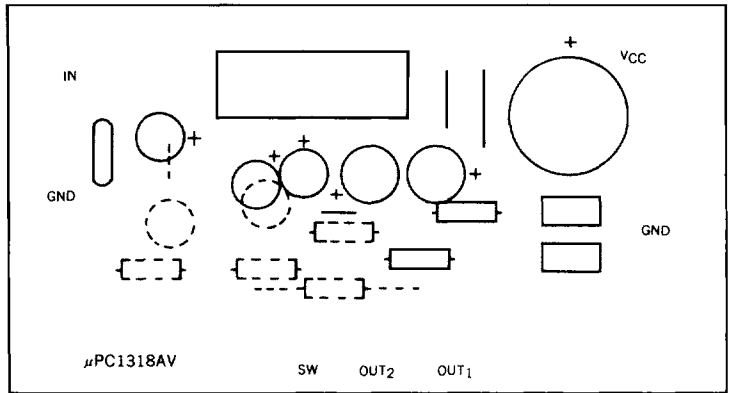 +
VCC
IN
+
+
+
+
+
GND
GND
μPC1318AV
SW
OUT2
OUT1